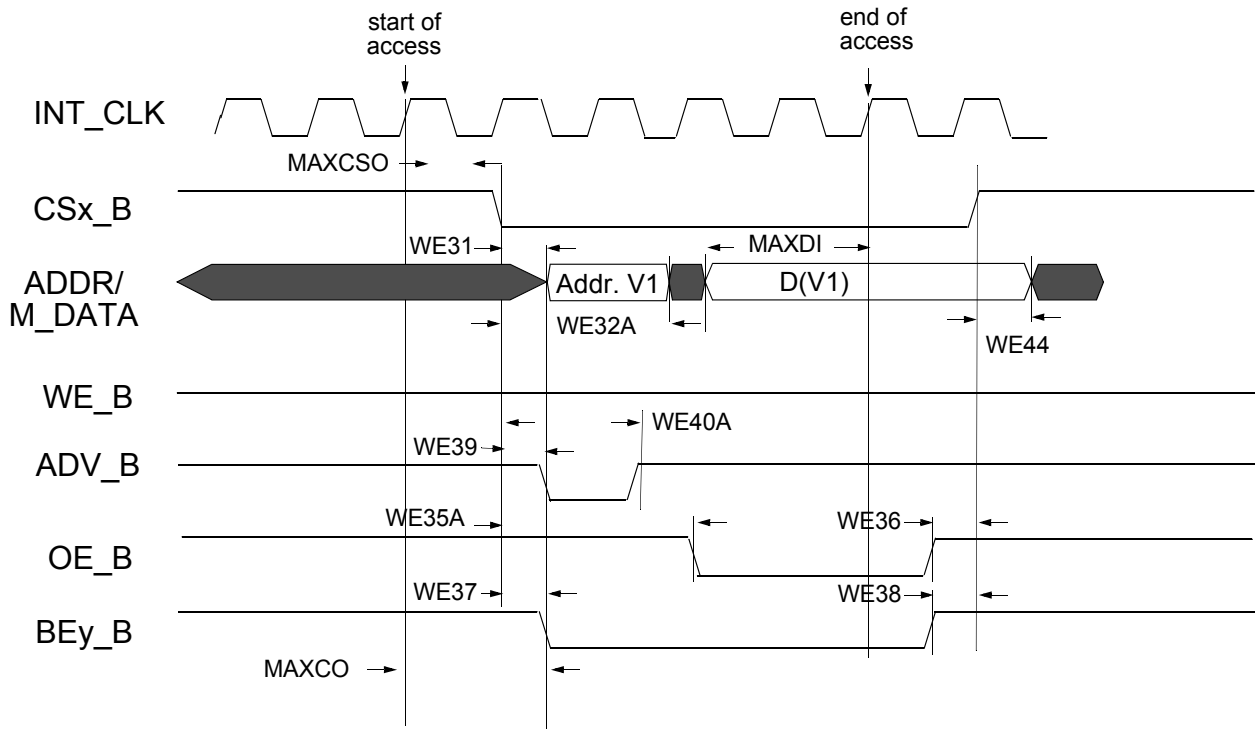 start of
access
end of
access
INT_CLK
MAXCSO
CSx_B
WE31
MAXDI
ADDR/
M_DATA
Addr. V1
D(V1)
WE32A
WE44
WE_B
WE40A
WE39
ADV_B
WE35A
WE36
OE_B
WE37
WE38
BEy_B
MAXCO